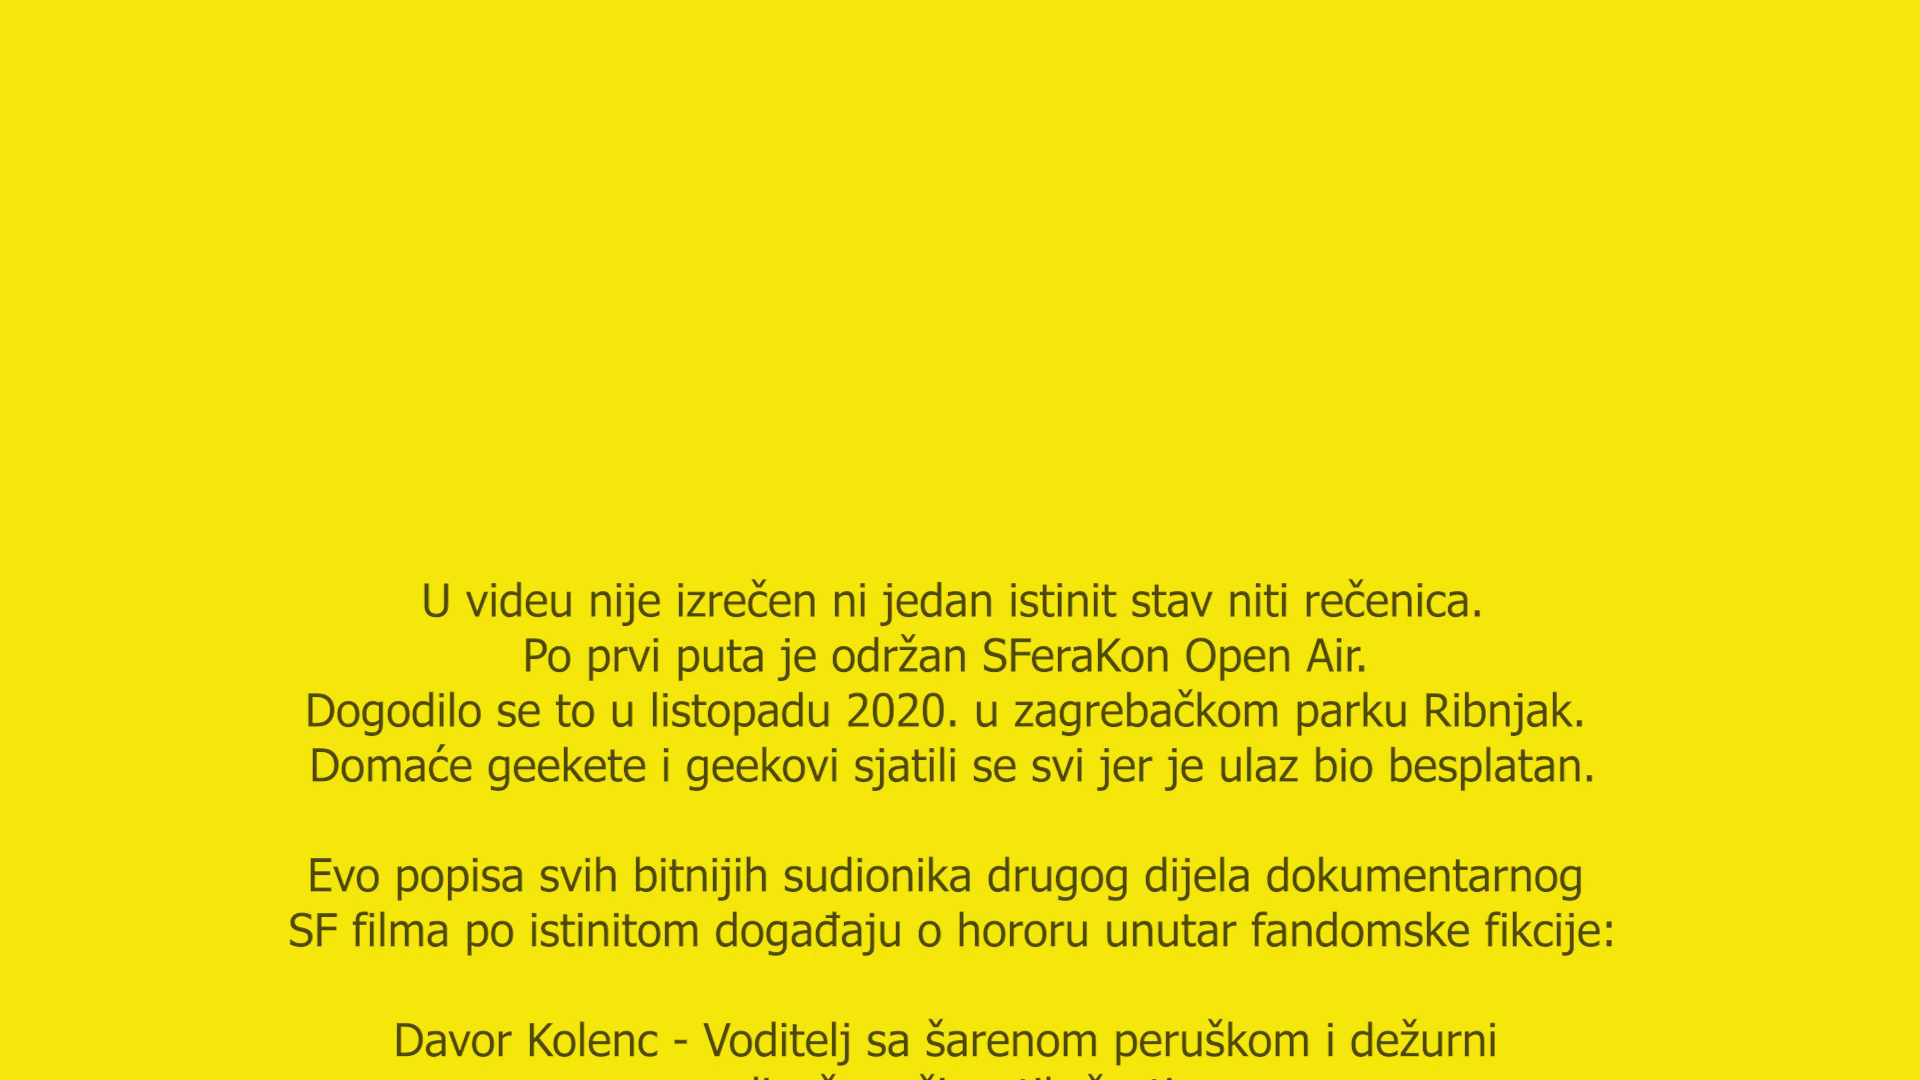 U videu nije izrečen ni jedan istinit stav niti rečenica.
Po prvi puta je održan SFeraKon Open Air.
Dogodilo se to u listopadu 2020. u zagrebačkom parku Ribnjak.
Domaće geekete i geekovi sjatili se svi jer je ulaz bio besplatan.
Evo popisa svih bitnijih sudionika drugog dijela dokumentarnog
SF filma po istinitom događaju o hororu unutar fandomske fikcije:
Davor Kolenc - Voditelj sa šarenom peruškom i dežurni